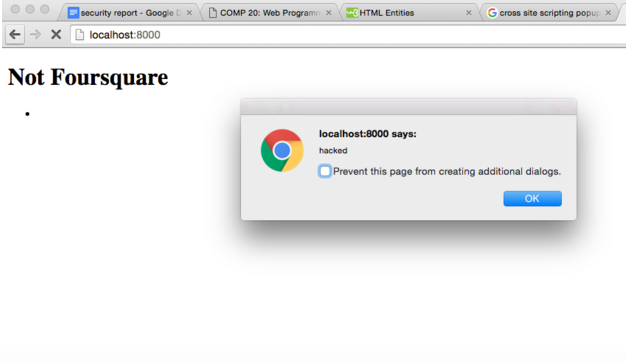 security report - Google D
COMP 20: Web Programm
HTML Entities
cross site scripting popup
localhost:8000
Not Foursquare
localhost:8000 says:
hacked
Prevent this page from creating additional dialogs.
OK